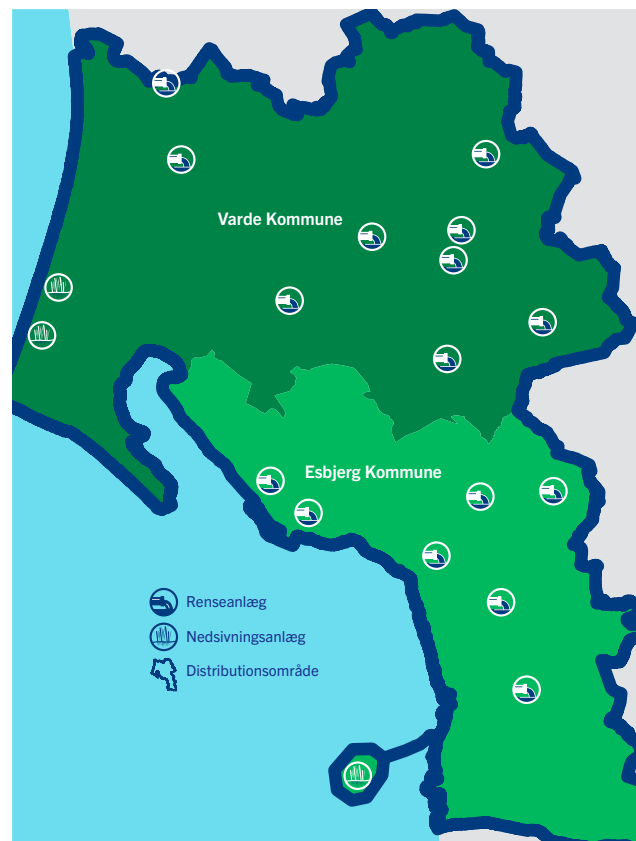 Varde Kommune
Esbjerg Kommune
Renseanlæg
Nedsivningsanlæg
Distributionsområde